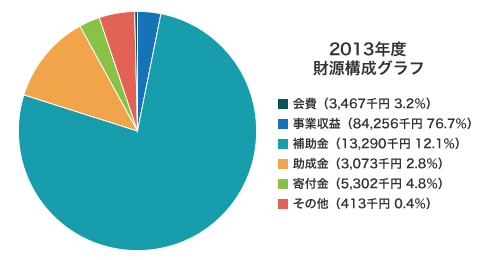 2013年度
財源構成グラフ
会費（3,467千円 3.2%）
事業収益（84,256千円 76.7%）
補助金（13,290千円 12.1%）
助成金（3,073千円 2.8%）
寄付金（5,302千円 4.8%）
その他（413千円 0.4%）